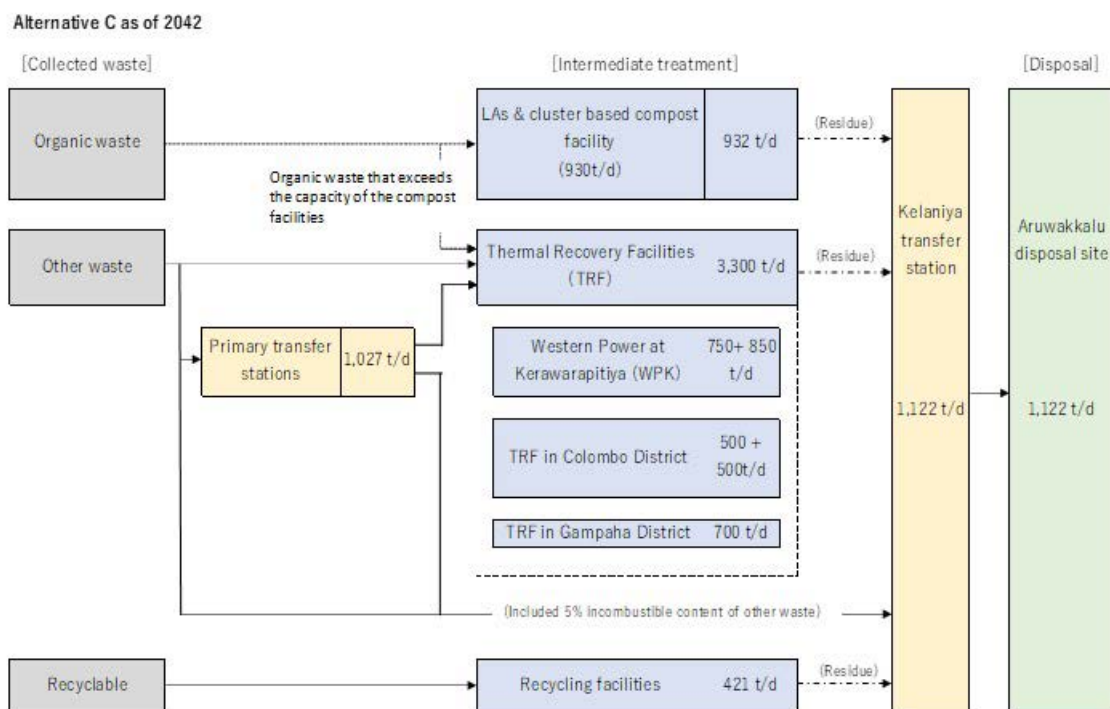 Alternative C as of 2042
[Collected waste]
[Intermediate treatment]
[Disposal]
Organic waste
LAs & cluster based compost
facility
(930t/d)
932 t/d
(Residue)
Organic waste that exceeds
the capacity of the compost
facilities
Kelaniya
transfer
station
Aruwakkalu
disposal site
Other waste
Thermal Recovery Facilities
(TRF)
3,300 t/d
(Residue)
Primary transfer
stations
1,027 t/d
Western Power at
Kerawarapitiya (WPK)
750+ 850
t/d
1,122 t/d
1,122 t/d
TRF in Colombo District
500 +
500t/d
TRF in Gampaha District
700 t/d
(Included 5% incombustible content of other waste)
Recyclable
Recycling facilities
421 t/d
(Residue)